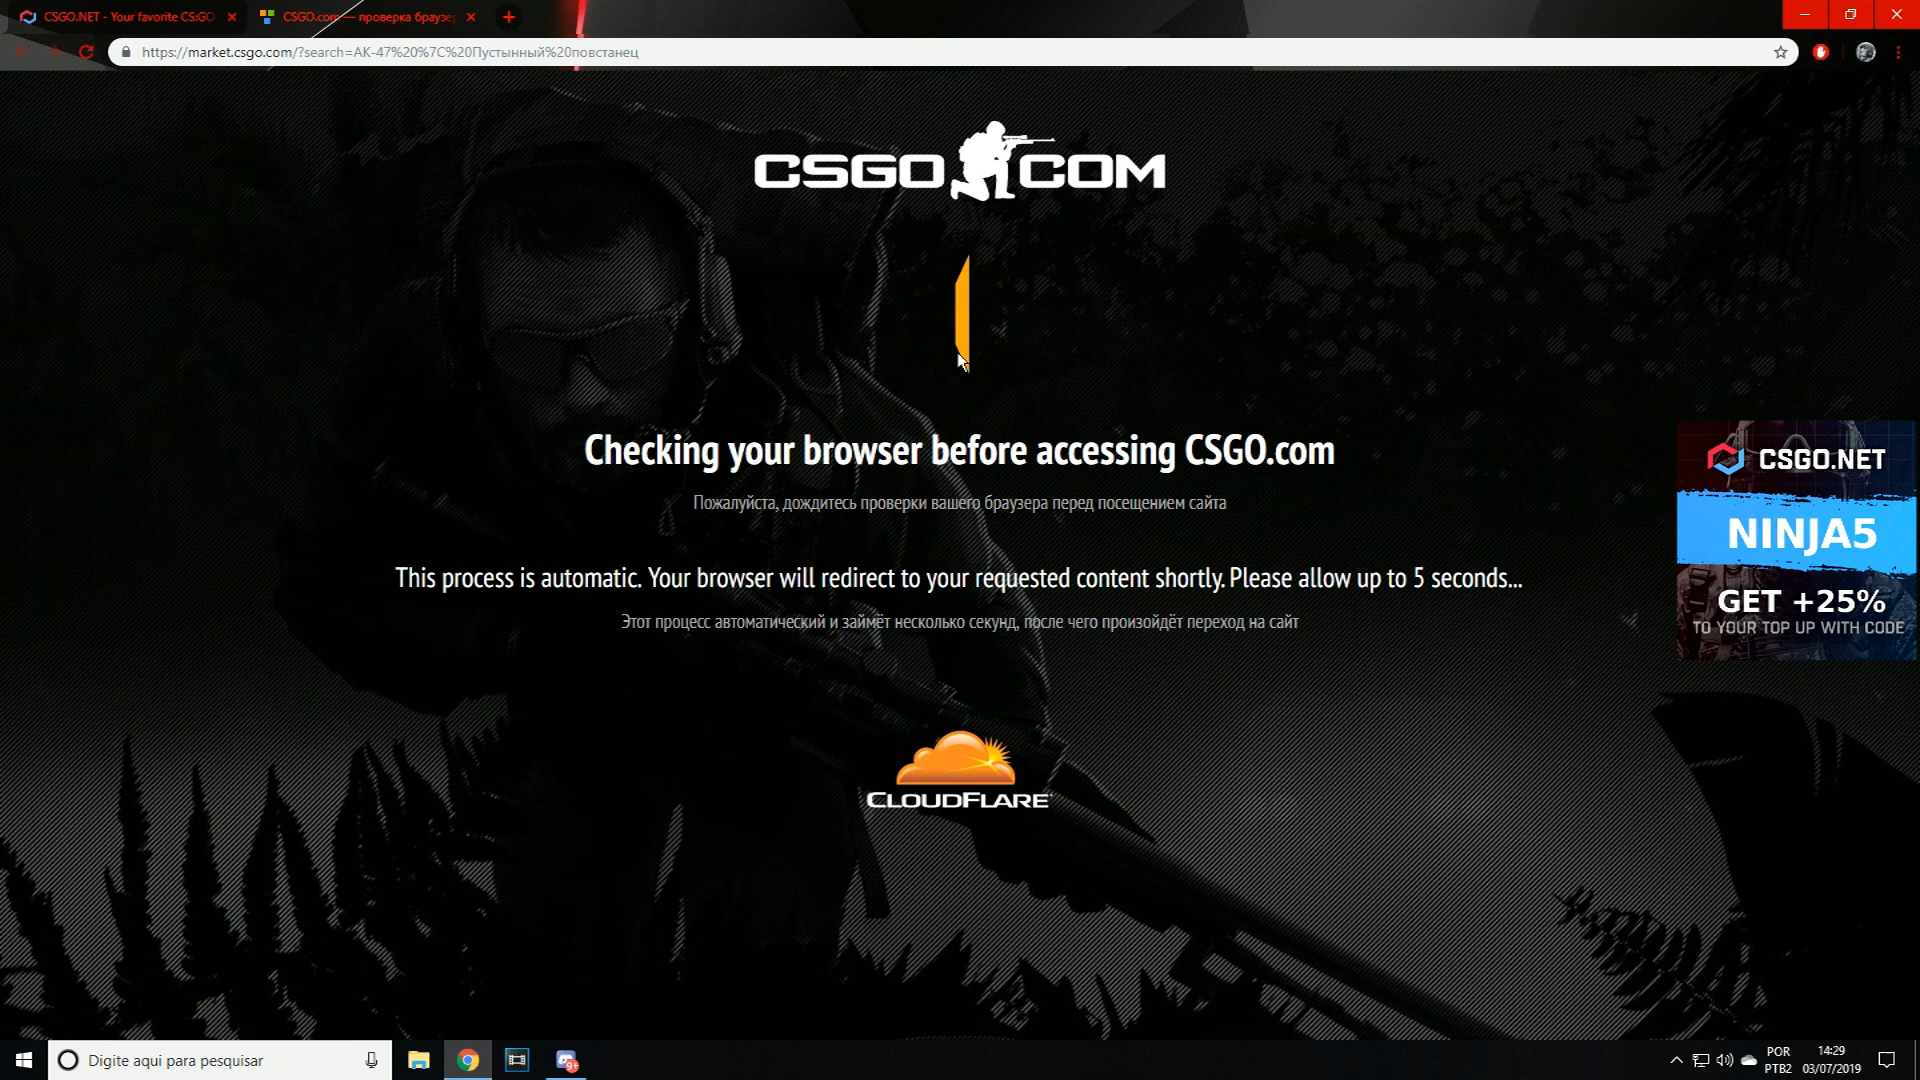 CSGO.NET - Your favorite CS:GO
CSGO.com — проверка браузер
https://market.csgo.com/?search=AK-47%20%7C%20Пустынный%20повстанец
CSGO COM
Checking your browser before accessing CSGO.com
Пожалуйста, дождитесь проверки вашего браузера перед посещением сайта
This process is automatic. Your browser will redirect to your requested content shortly. Please allow up to 5 seconds...
Этот процесс автоматический и займёт несколько секунд, после чего произойдёт переход на сайт
CLOUDFLARE
CSGO.NET
NINJA5
GET +25%
TO YOUR TOP UP WITH CODE
Digite aqui para pesquisar
9+
POR
PTB2
14:29
03/07/2019